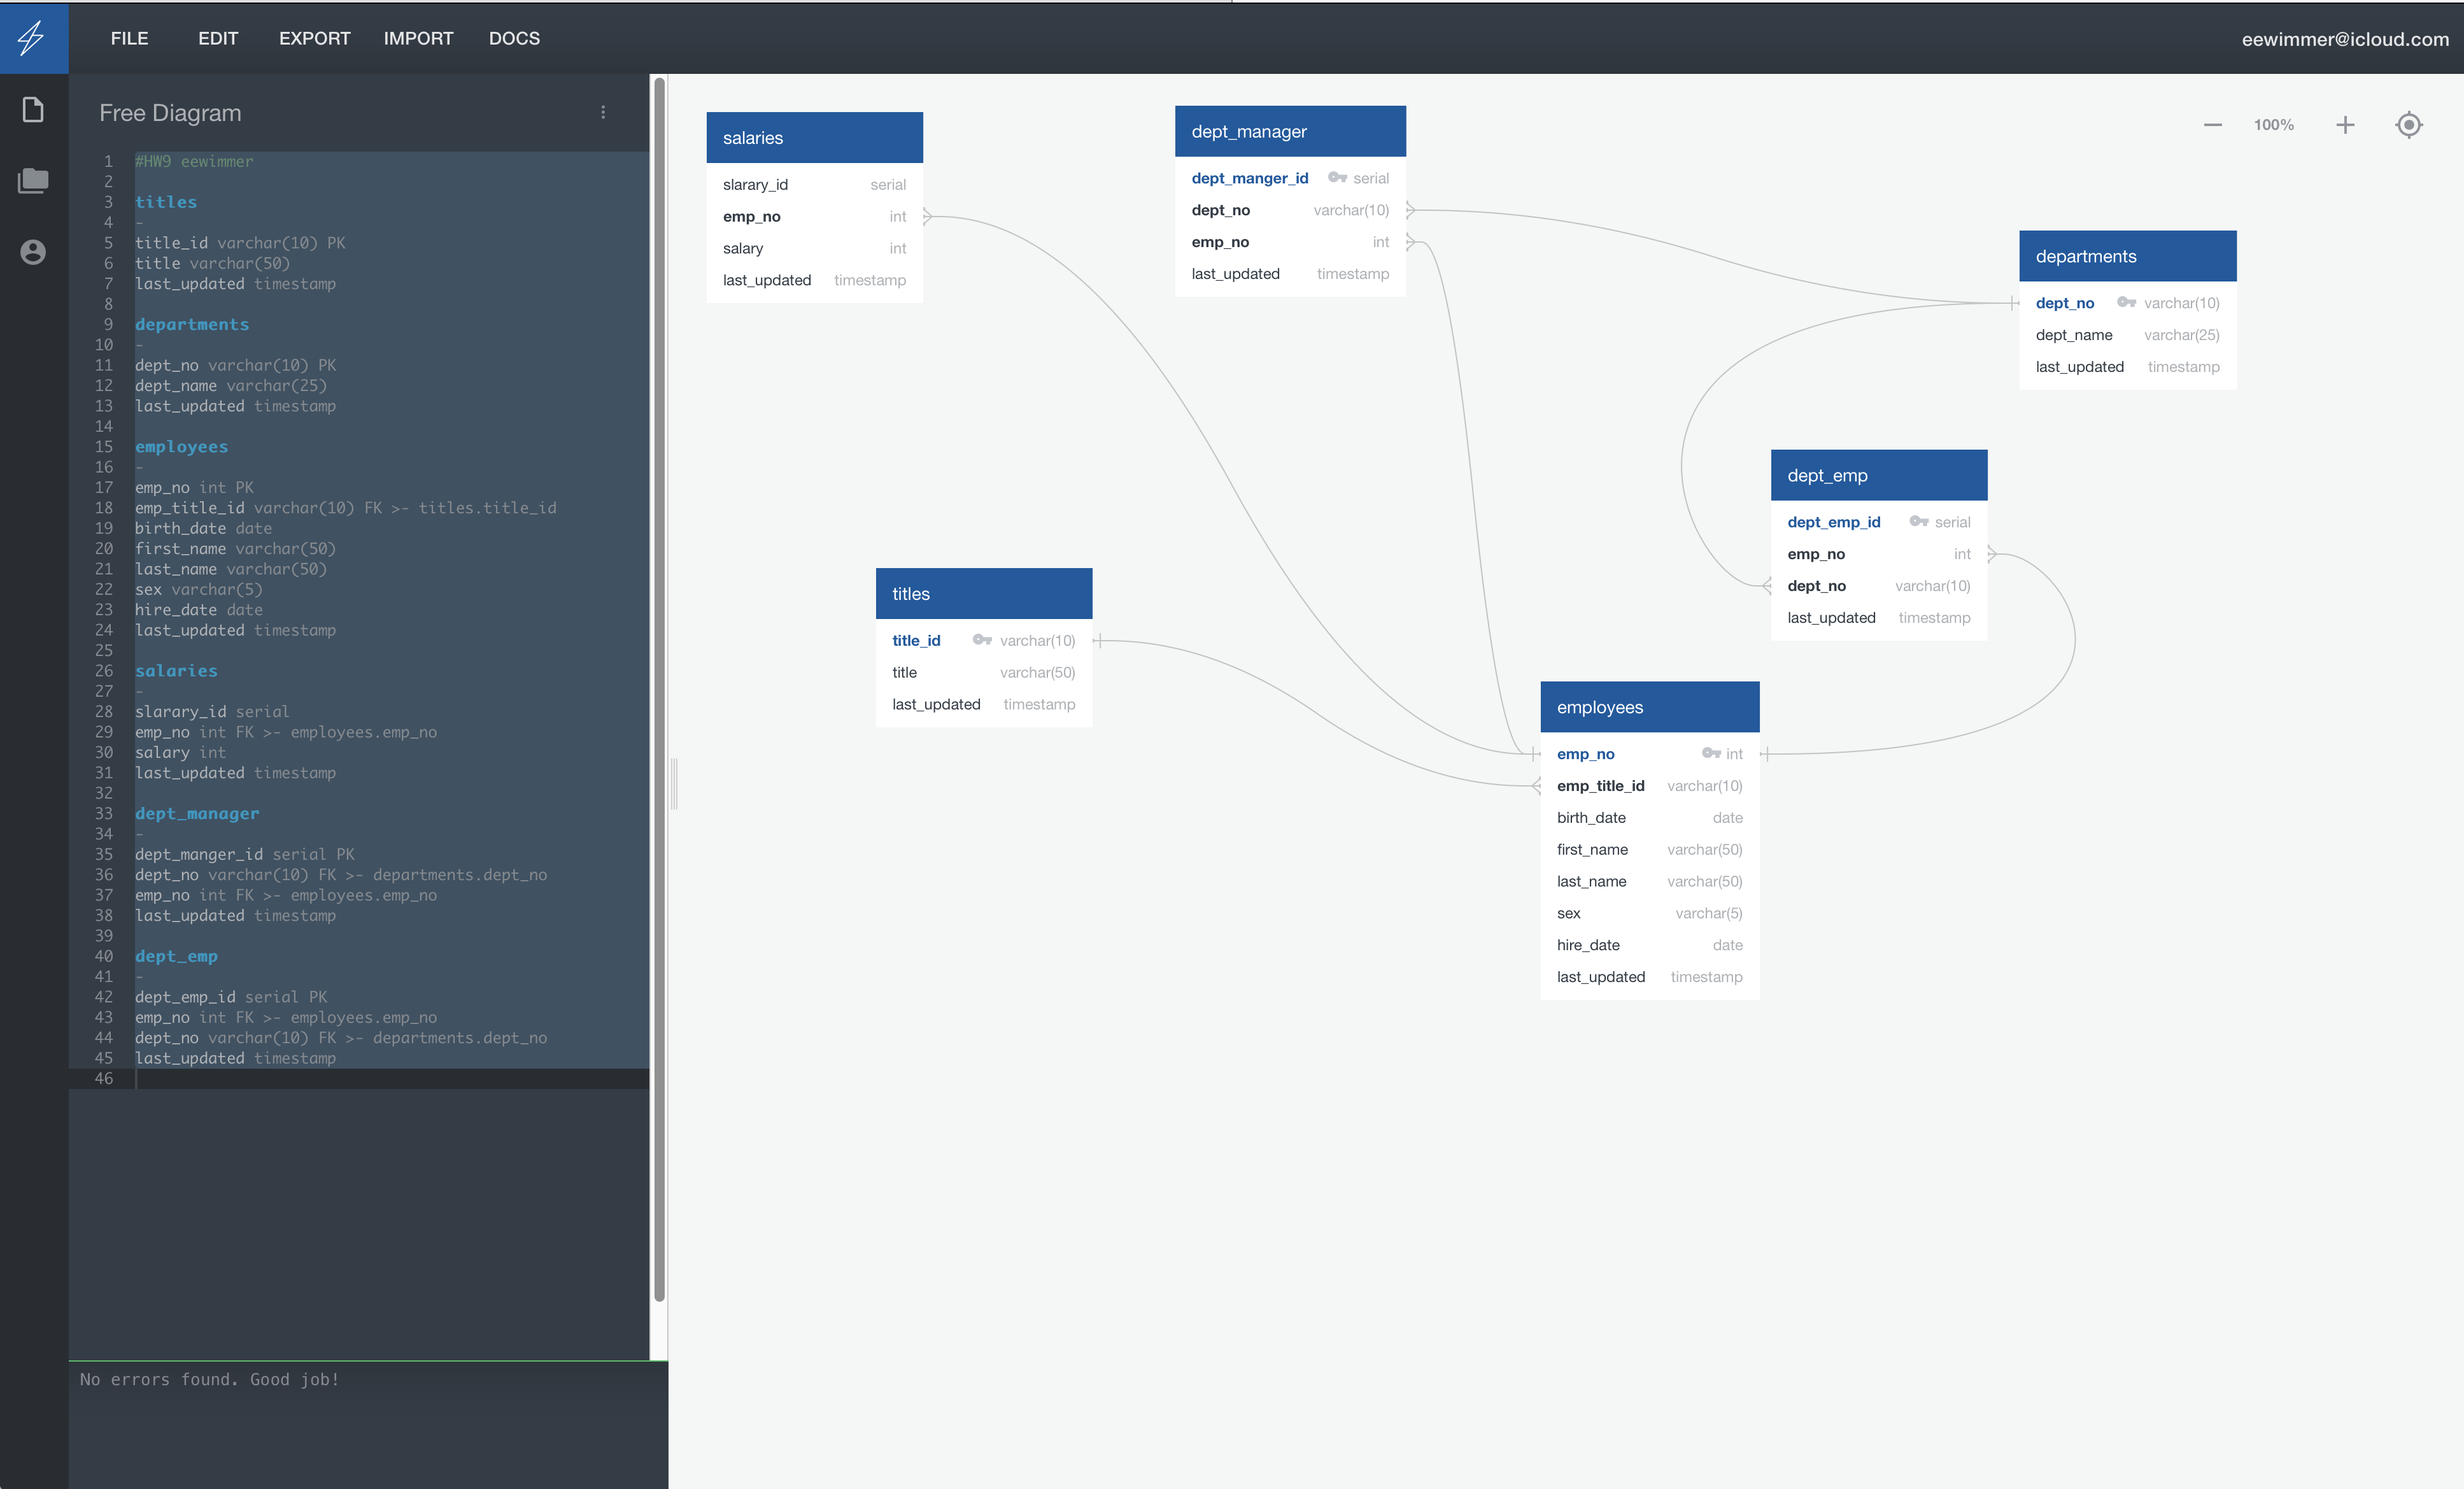 FILE EDIT EXPORT IMPORT DOCS eewimmer@icloud.com
Free Diagram
1 #HW9 eewimmer
2
3 titles
4 -
5 title_id varchar(10) PK
6 title varchar(50)
7 last_updated timestamp
8
9 departments
10 -
11 dept_no varchar(10) PK
12 dept_name varchar(25)
13 last_updated timestamp
14
15 employees
16 -
17 emp_no int PK
18 emp_title_id varchar(10) FK >- titles.title_id
19 birth_date date
20 first_name varchar(50)
21 last_name varchar(50)
22 sex varchar(5)
23 hire_date date
24 last_updated timestamp
25
26 salaries
27 -
28 slarary_id serial
29 emp_no int FK >- employees.emp_no
30 salary int
31 last_updated timestamp
32
33 dept_manager
34 -
35 dept_manger_id serial PK
36 dept_no varchar(10) FK >- departments.dept_no
37 emp_no int FK >- employees.emp_no
38 last_updated timestamp
39
40 dept_emp
41 -
42 dept_emp_id serial PK
43 emp_no int FK >- employees.emp_no
44 dept_no varchar(10) FK >- departments.dept_no
45 last_updated timestamp
46
No errors found. Good job!
salaries
slarary_id serial
emp_no int
salary int
last_updated timestamp
dept_manager
dept_manger_id serial
dept_no varchar(10)
emp_no int
last_updated timestamp
100%
departments
dept_no varchar(10)
dept_name varchar(25)
last_updated timestamp
dept_emp
dept_emp_id serial
emp_no int
dept_no varchar(10)
last_updated timestamp
titles
title_id varchar(10)
title varchar(50)
last_updated timestamp
employees
emp_no int
emp_title_id varchar(10)
birth_date date
first_name varchar(50)
last_name varchar(50)
sex varchar(5)
hire_date date
last_updated timestamp